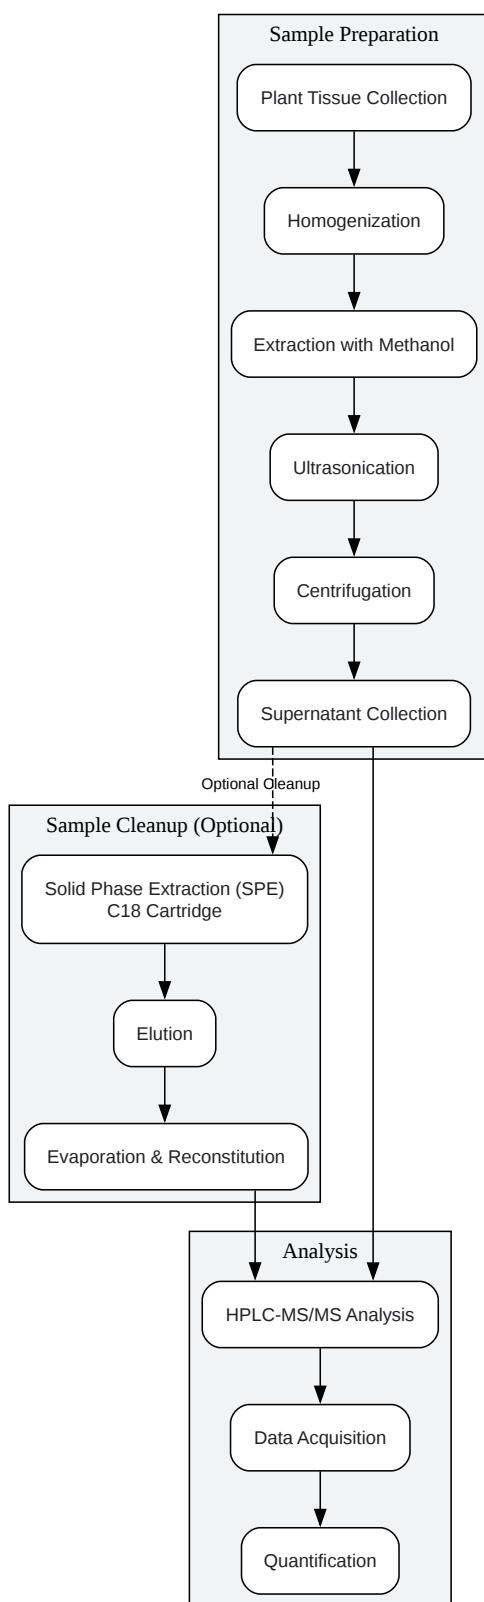 Sample Preparation
Plant Tissue Collection
Homogenization
Extraction with Methanol
Ultrasonication
Centrifugation
Supernatant Collection
Optional Cleanup
Sample Cleanup (Optional)
Solid Phase Extraction (SPE)
C18 Cartridge
Elution
Evaporation & Reconstitution
Analysis
HPLC-MS/MS Analysis
Data Acquisition
Quantification